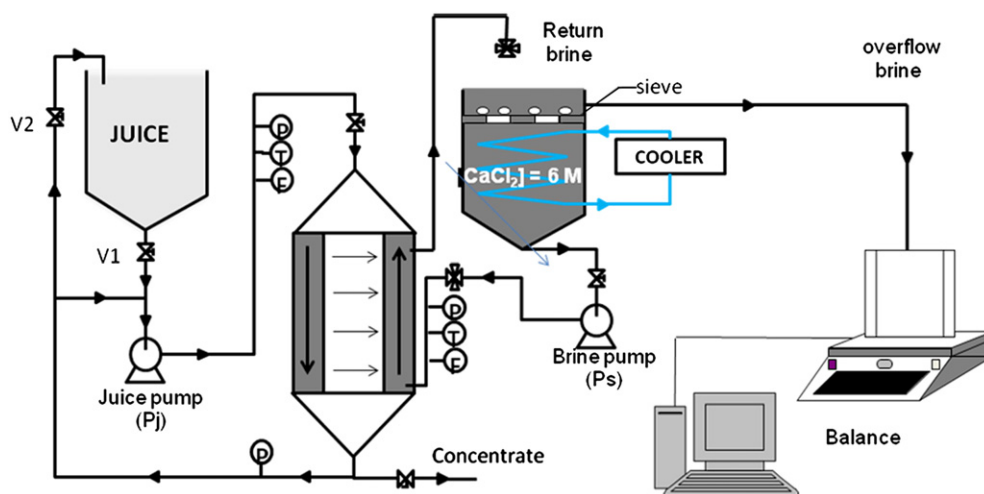 Return
brine
overflow
brine
sieve
V2
JUICE
P
T
F
COOLER
[CaCl₂] = 6 M
V1
P
T
F
Juice pump
(Pj)
Brine pump
(Ps)
P
Concentrate
Balance